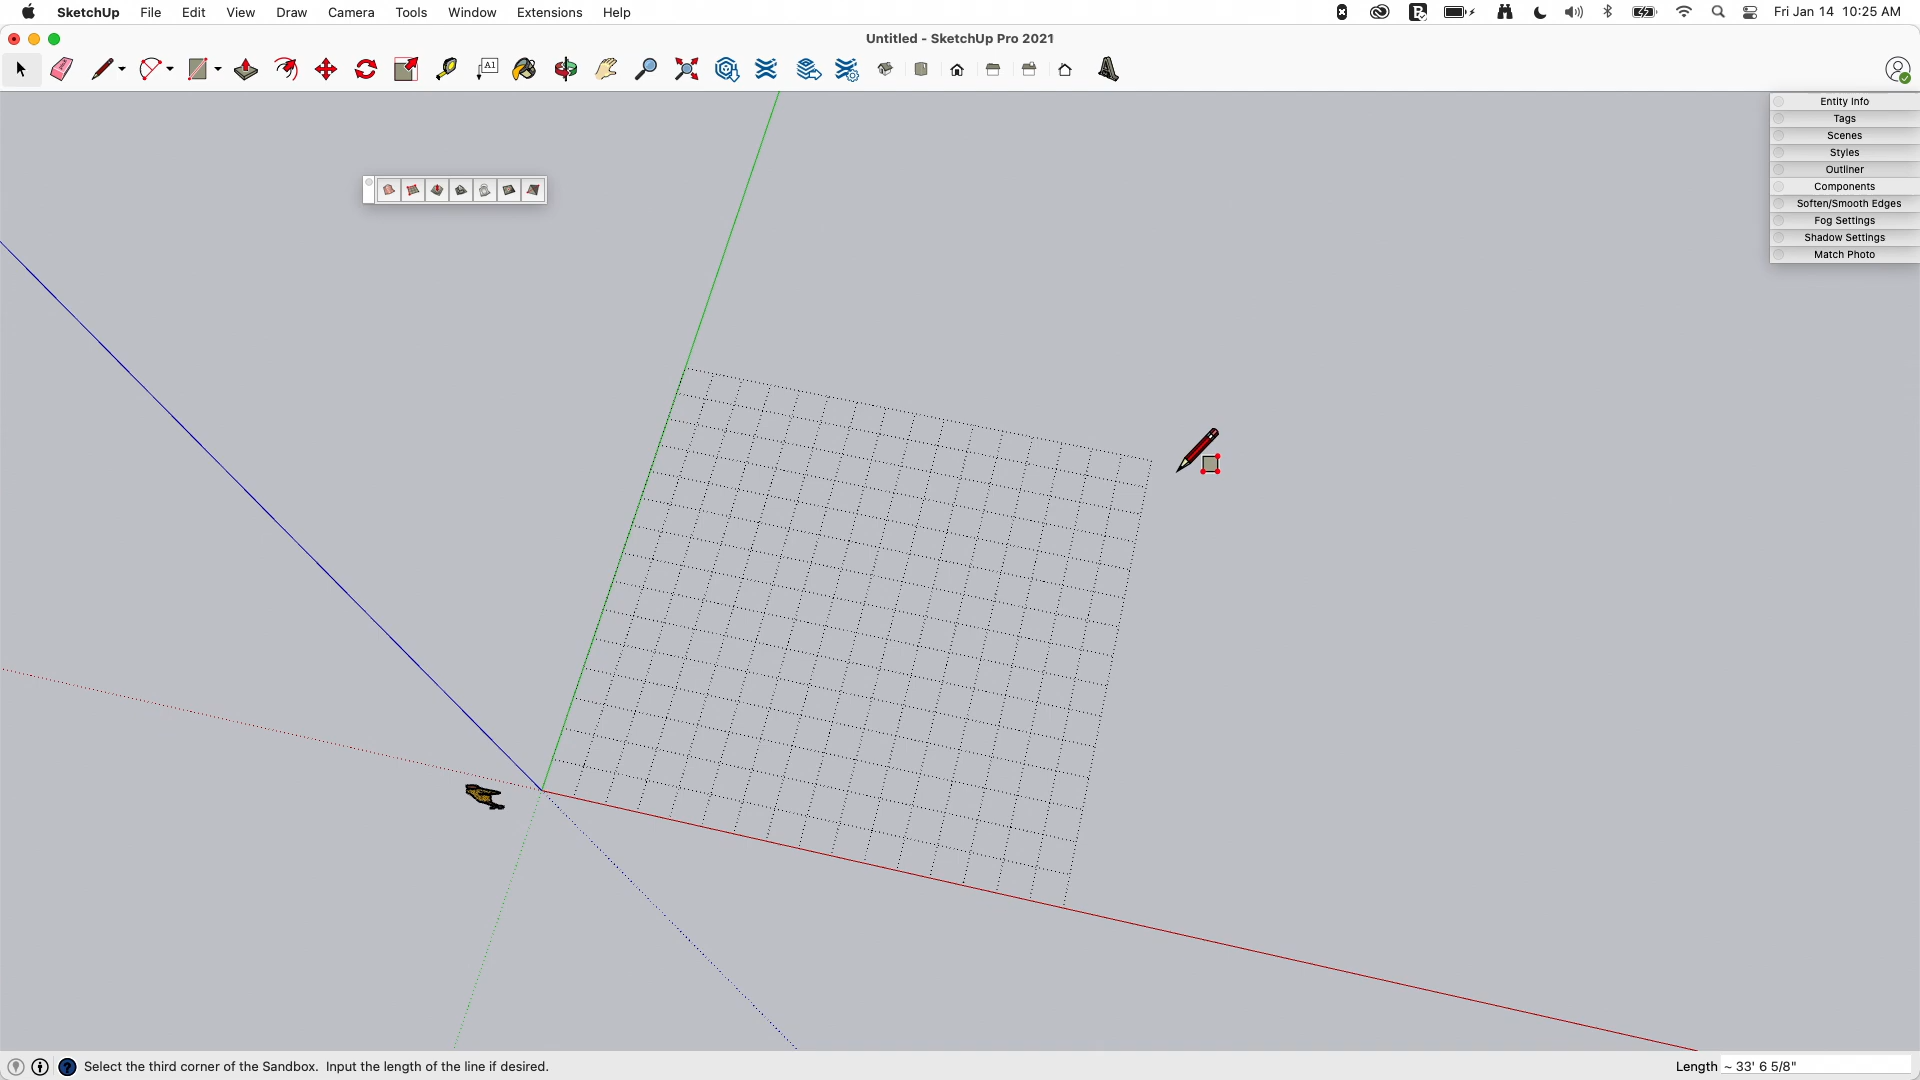 SketchUp File Edit View Draw Camera Tools Window Extensions Help Fri Jan 14 10:25 AM
Untitled - SketchUp Pro 2021
A1
Entity Info
Tags
Scenes
Styles
Outliner
Components
Soften/Smooth Edges
Fog Settings
Shadow Settings
Match Photo
Select the third corner of the Sandbox. Input the length of the line if desired. Length ~ 33' 6 5/8"